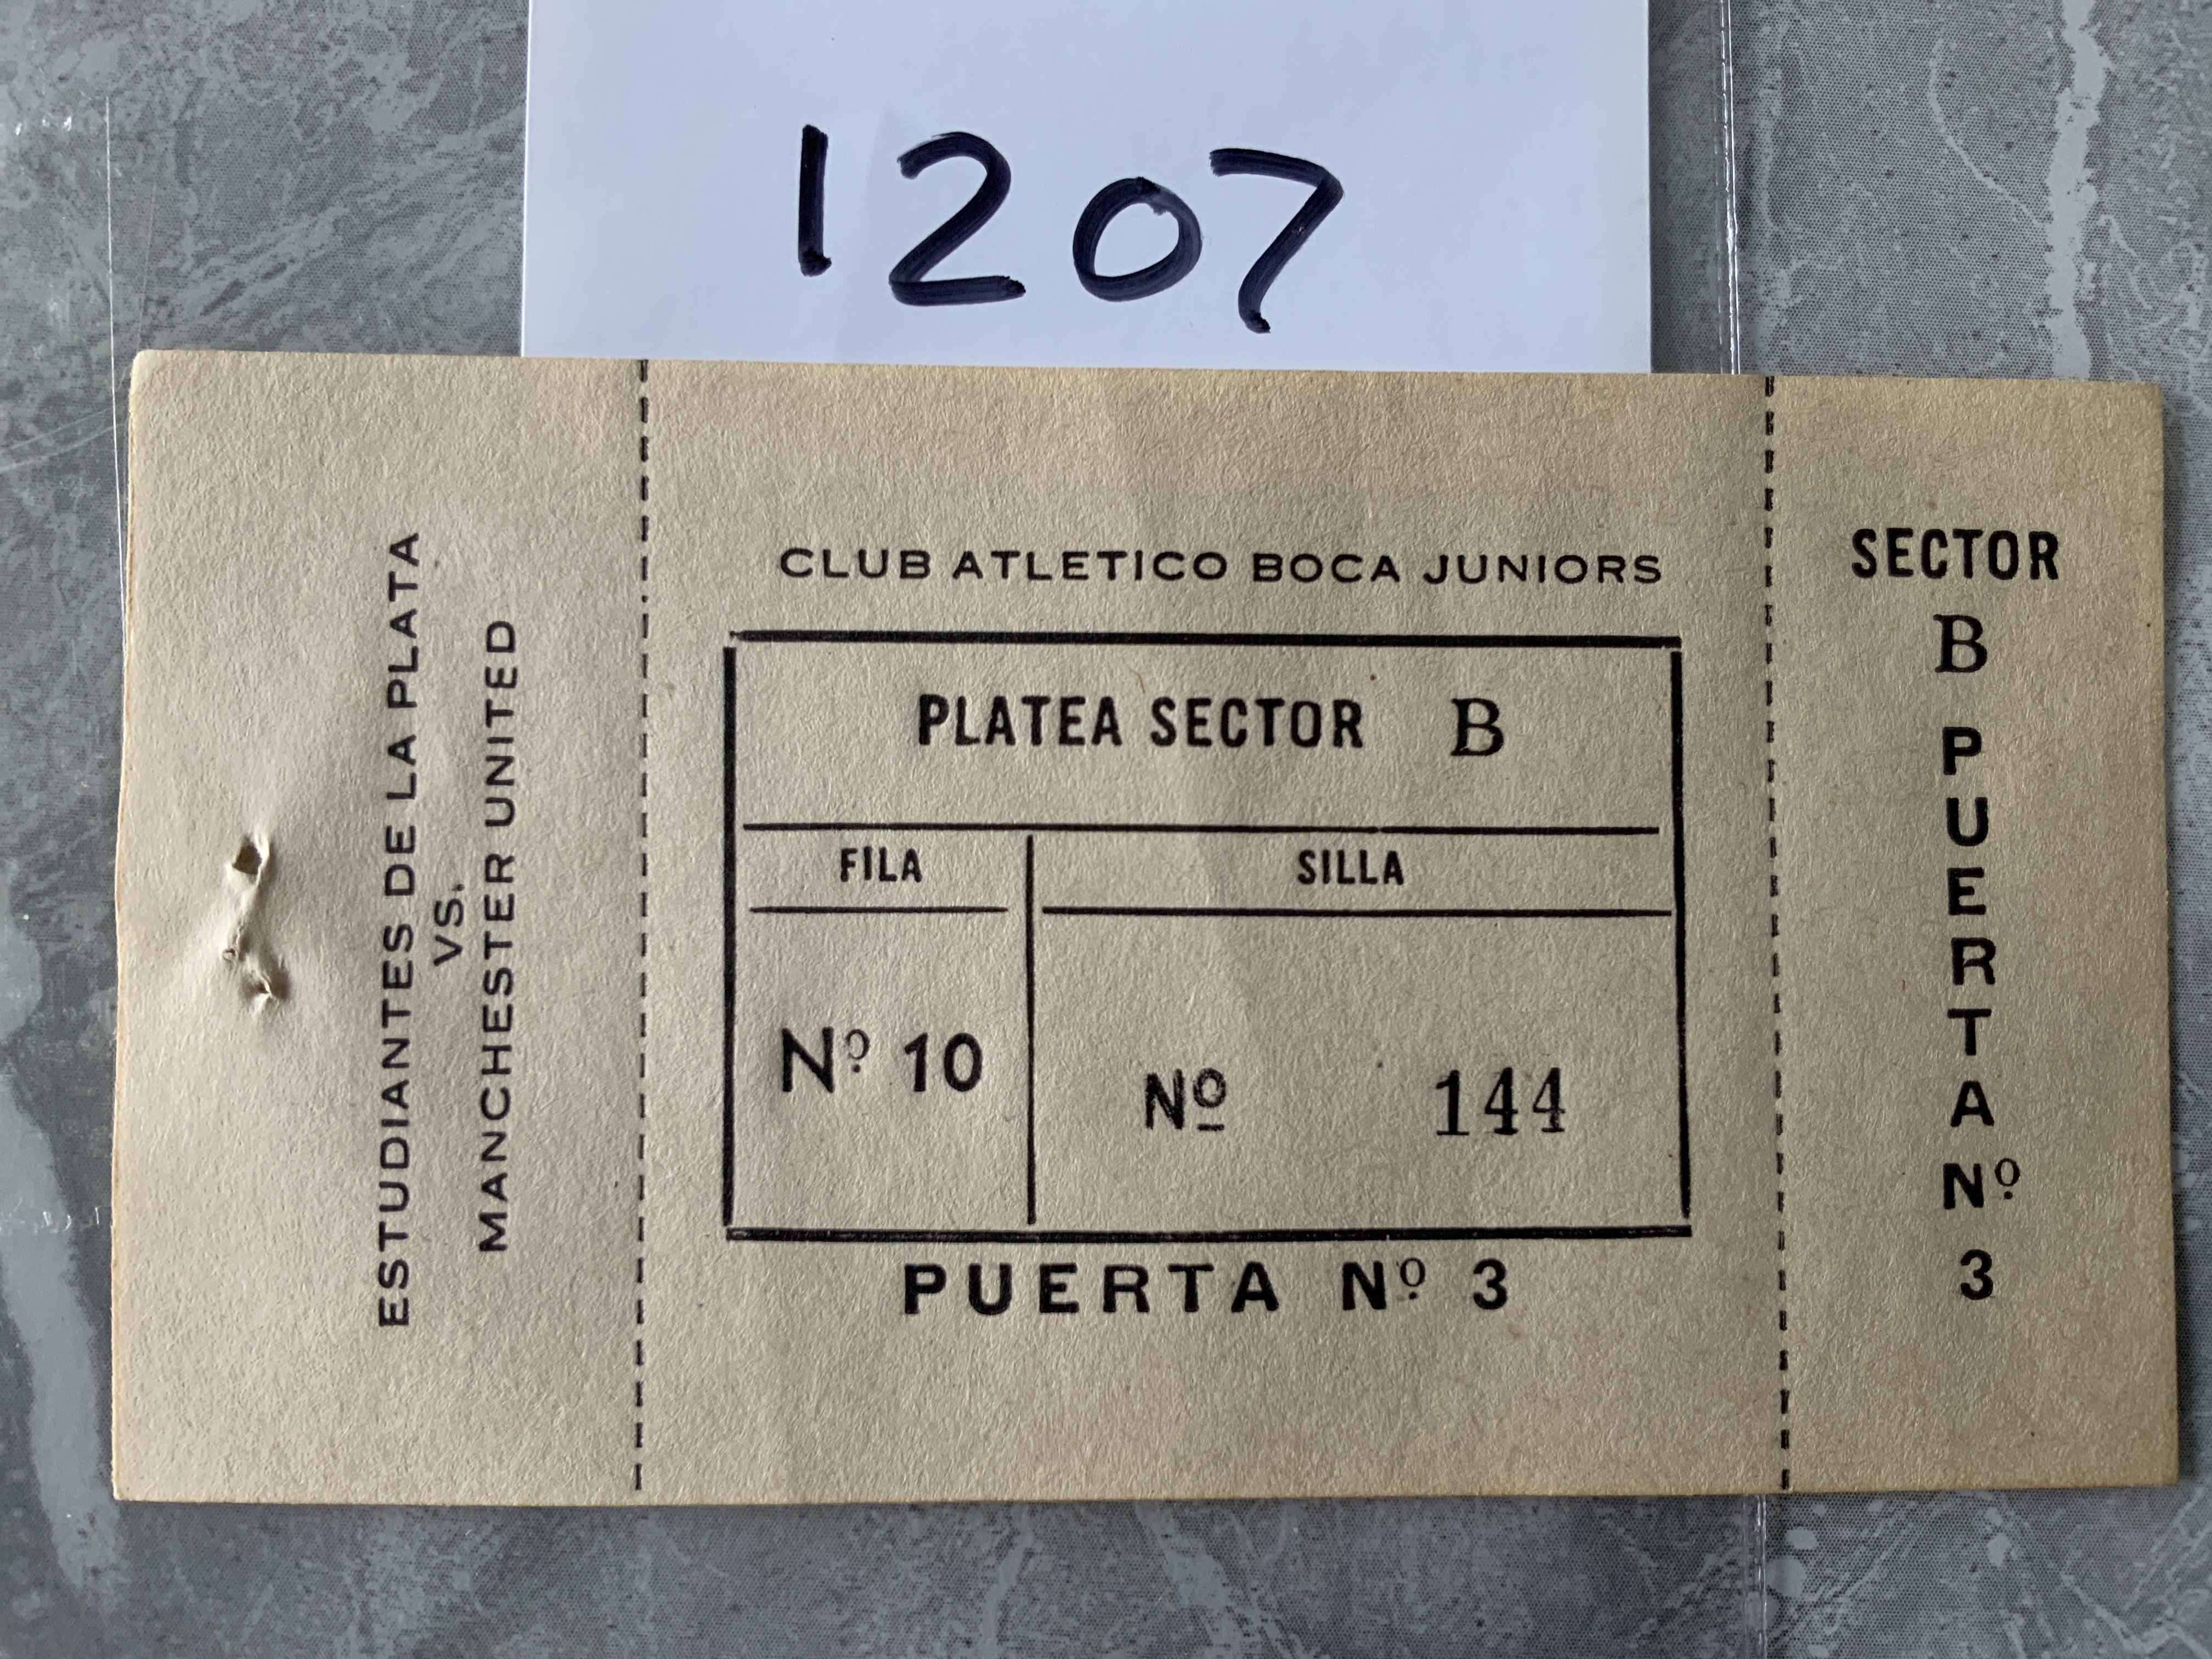 1207
ESTUDIANTES DE LA PLATA
VS.
MANCHESTER UNITED
CLUB ATLETICO BOCA JUNIORS
PLATEA SECTOR B
FILA
SILLA
Nº 10
Nº 144
PUERTA Nº 3
SECTOR
B
PUERTA
Nº
3